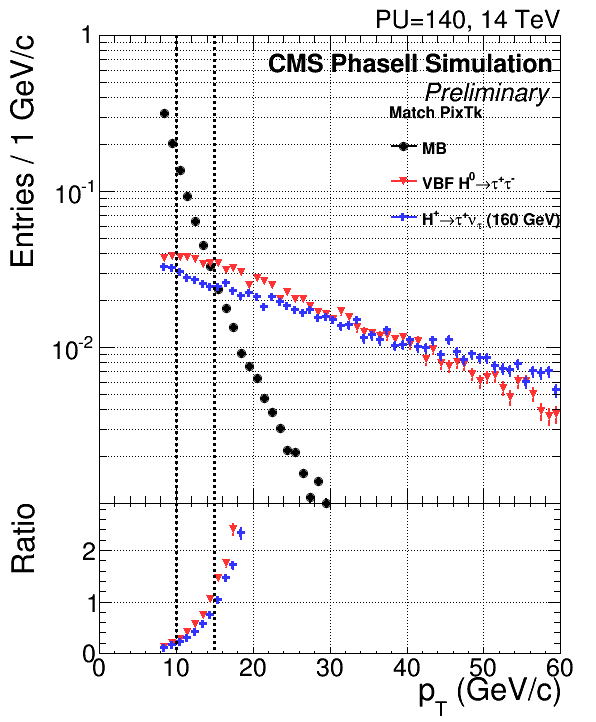 PU=140, 14 TeV
Entries / 1 GeV/c
1
10⁻¹
10⁻²
CMS PhaseII Simulation
Preliminary
Match PixTk
MB
VBF H⁰→τ⁺τ⁻
H⁺→τ⁺ν_τ (160 GeV)
Ratio
2
1
0
0 10 20 30 40 50 60
p_T (GeV/c)